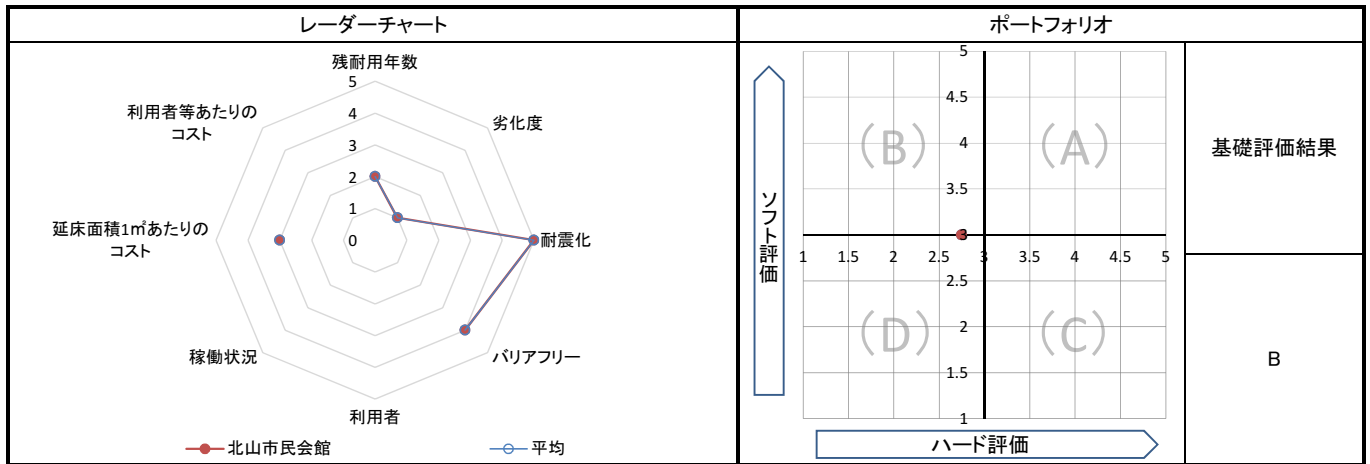 レーダーチャート
残耐用年数
劣化度
耐震化
バリアフリー
利用者
稼働状況
延床面積1㎡あたりの
コスト
利用者等あたりの
コスト
5
4
3
2
1
0
北山市民会館
平均
ポートフォリオ
ソフト評価
5
4.5
4
3.5
3
2.5
2
1.5
1
1
1.5
2
2.5
3
3.5
4
4.5
5
(B)
(A)
(D)
(C)
ハード評価
基礎評価結果
B